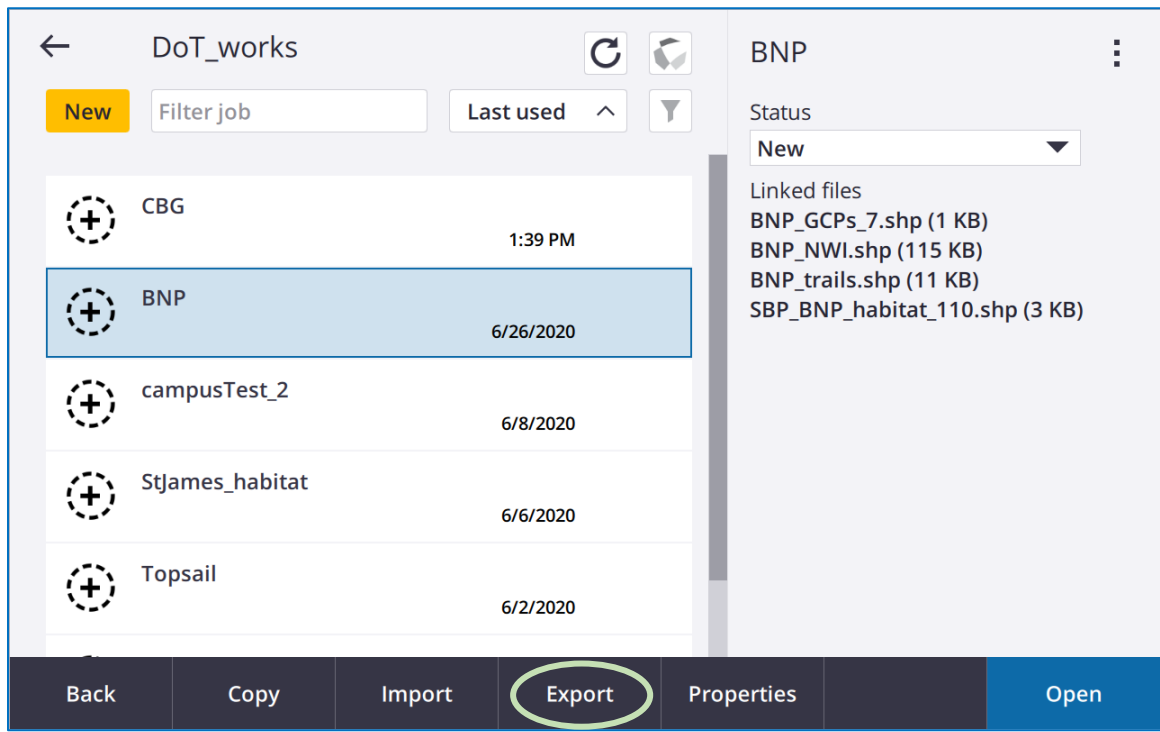 DoT_works
New
Filter job
Last used
CBG
1:39 PM
BNP
6/26/2020
campusTest_2
6/8/2020
StJames_habitat
6/6/2020
Topsail
6/2/2020
BNP
Status
New
Linked files
BNP_GCPs_7.shp (1 KB)
BNP_NWI.shp (115 KB)
BNP_trails.shp (11 KB)
SBP_BNP_habitat_110.shp (3 KB)
Back Copy Import Export Properties Open